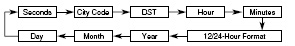 Seconds City Code DST Hour Minutes
Day Month Year 12/24-Hour Format